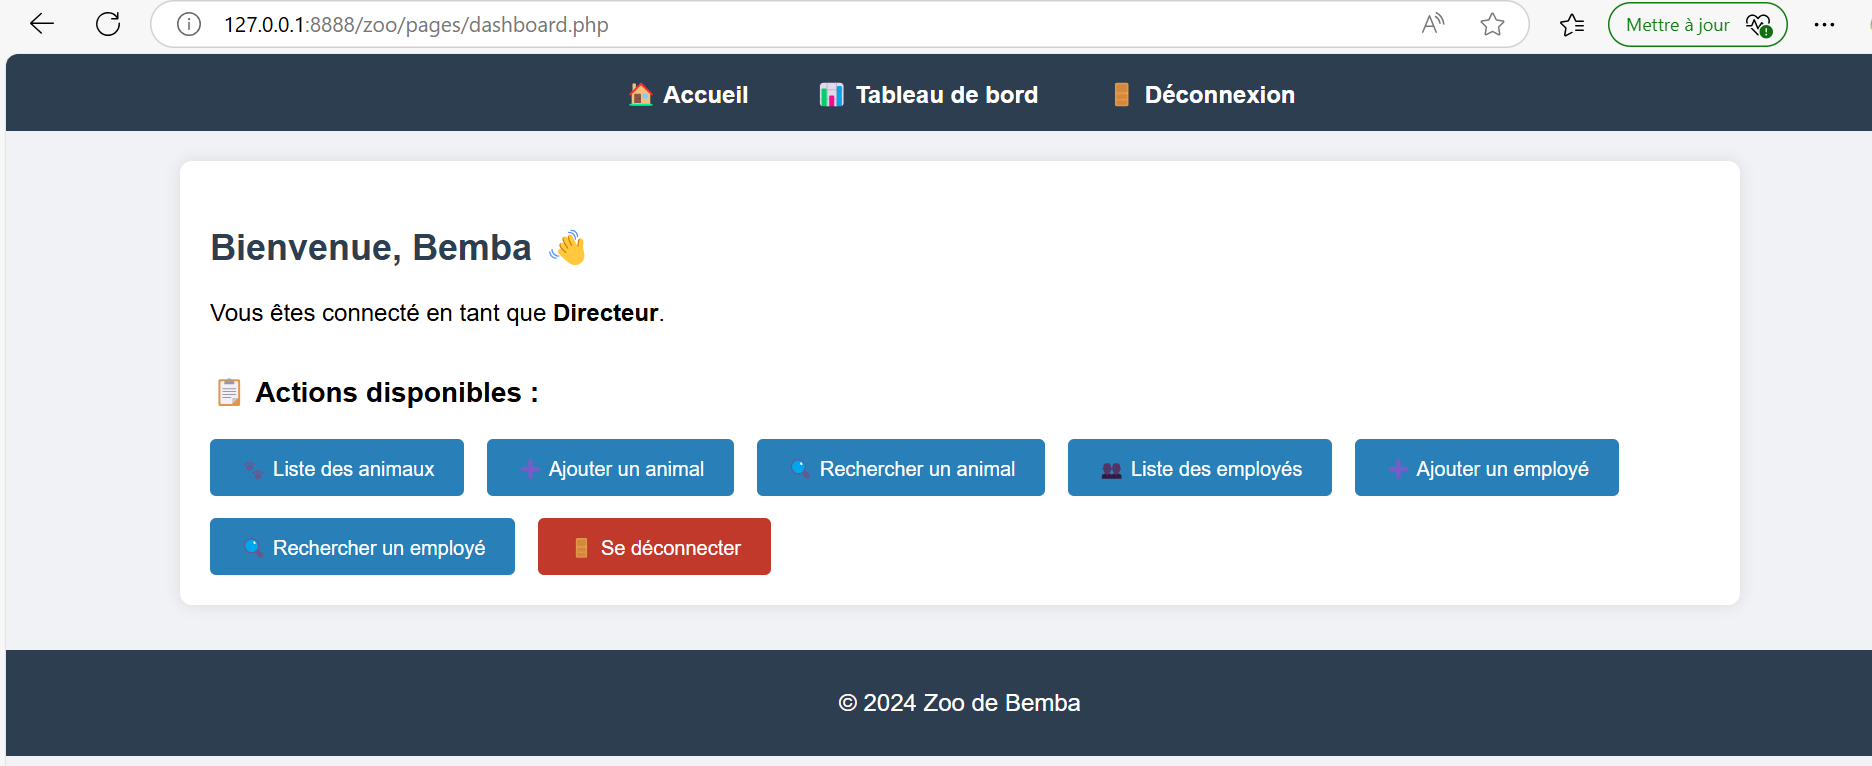 127.0.0.1:8888/zoo/pages/dashboard.php
Mettre à jour
Accueil
Tableau de bord
Déconnexion
Bienvenue, Bemba
Vous êtes connecté en tant que Directeur.
Actions disponibles :
Liste des animaux
Ajouter un animal
Rechercher un animal
Liste des employés
Ajouter un employé
Rechercher un employé
Se déconnecter
© 2024 Zoo de Bemba